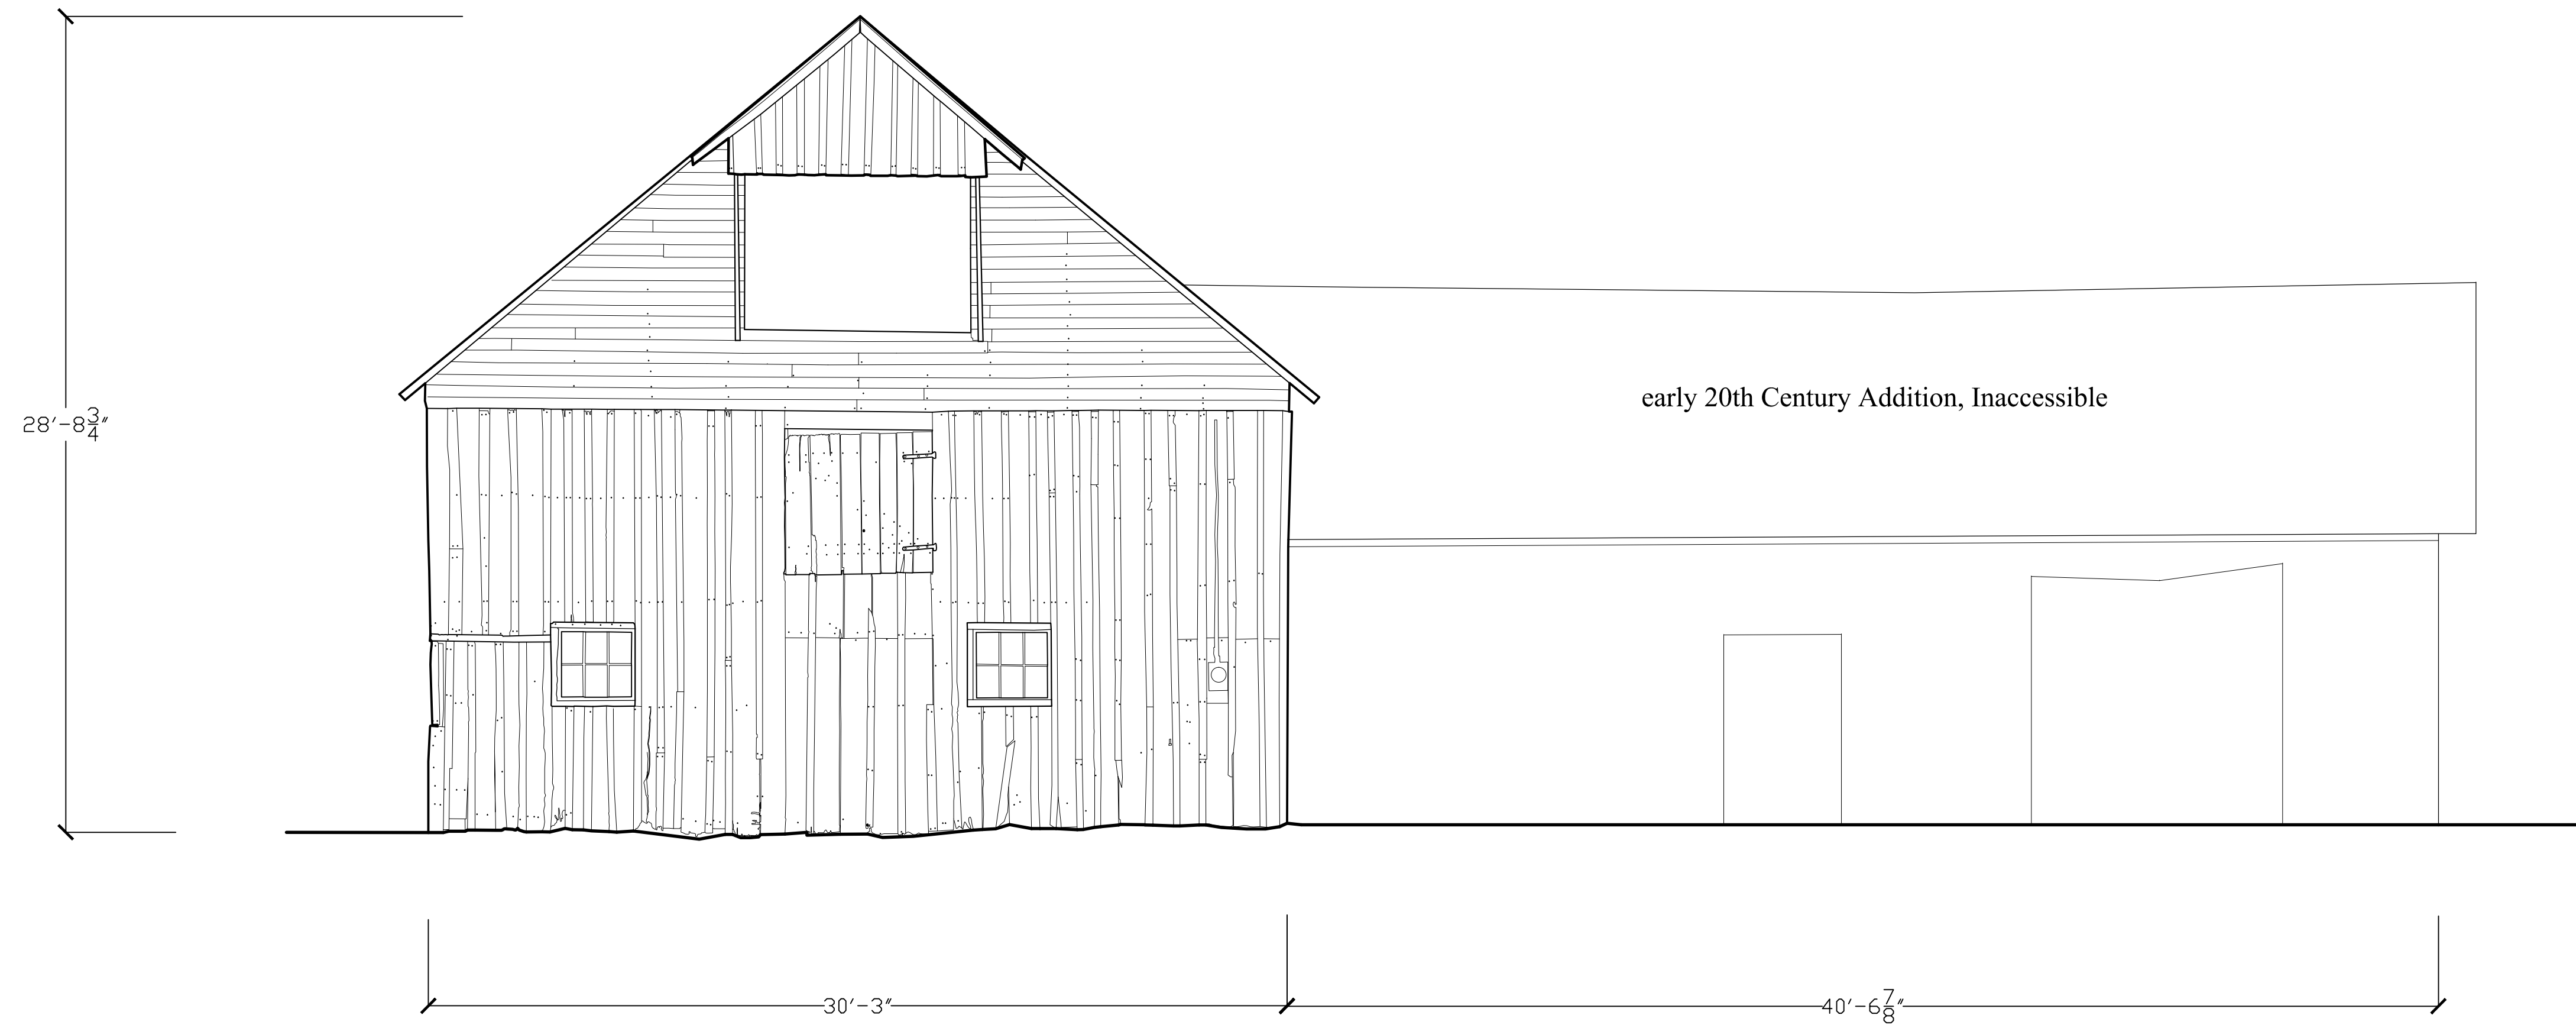 early 20th Century Addition, Inaccessible
28'-8 3/4"
30'-3"
40'-6 7/8"